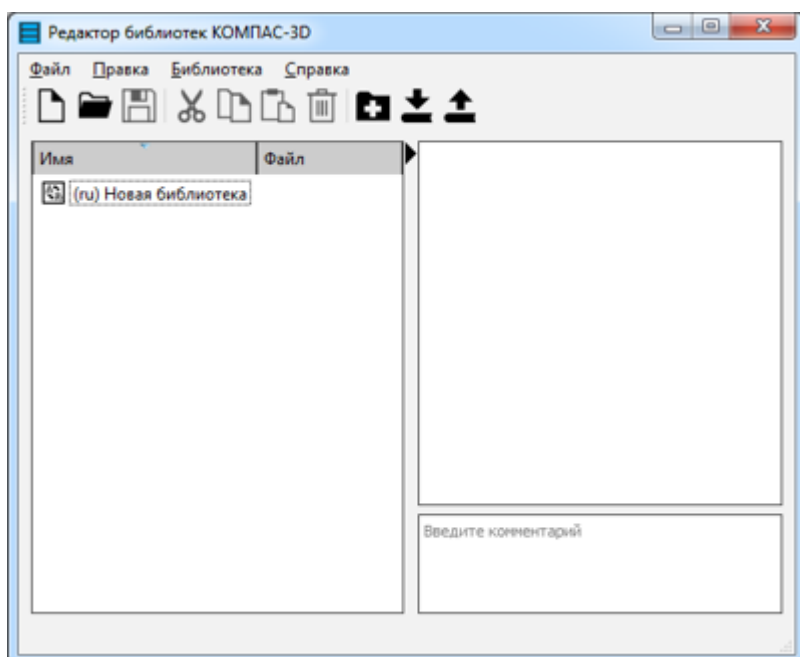 Редактор библиотек КОМПАС-3D
Файл Правка Библиотека Справка
Имя Файл
(ru) Новая библиотека
Введите комментарий